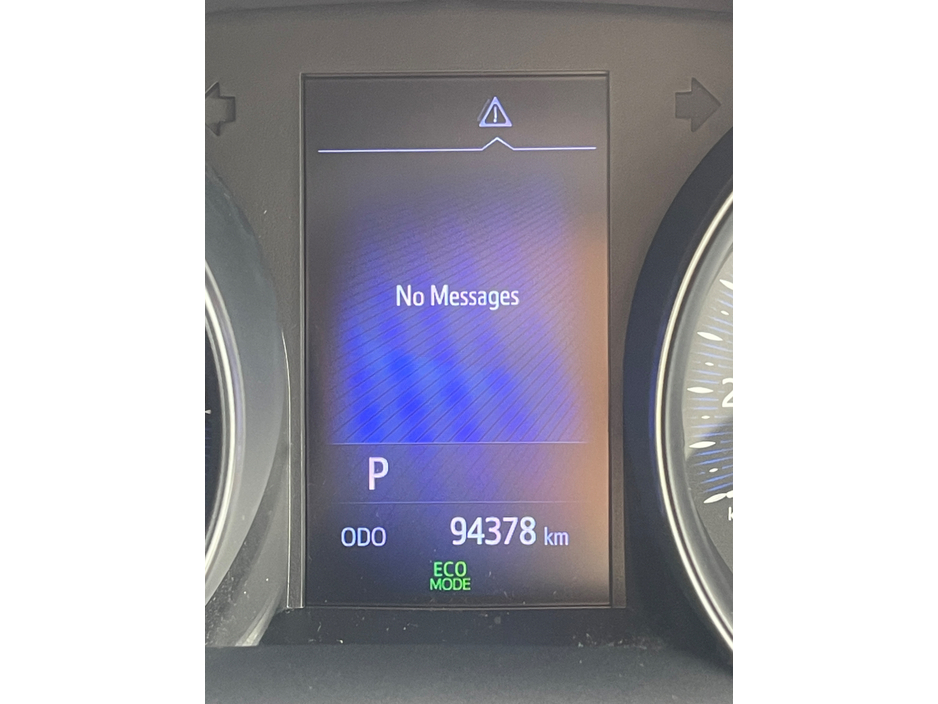 No Messages
P
ODO 94378 km
ECO
MODE